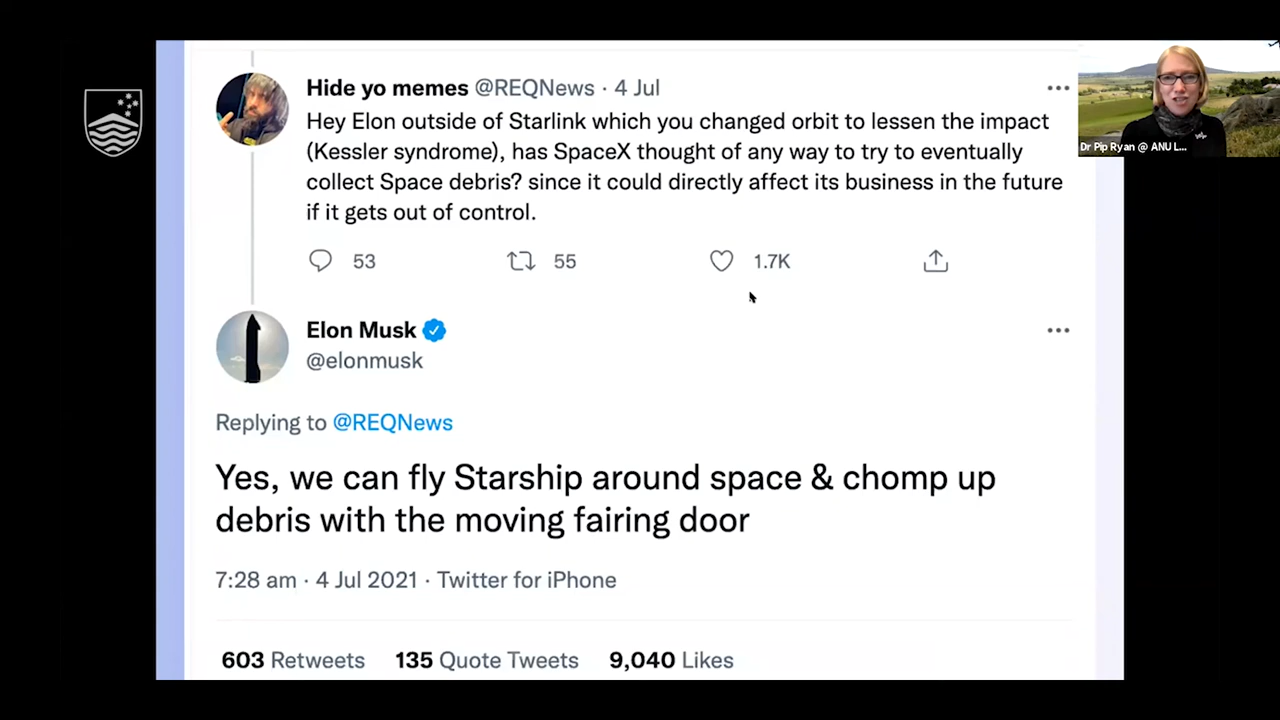 Hide yo memes @REQNews · 4 Jul
Hey Elon outside of Starlink which you changed orbit to lessen the impact
(Kessler syndrome), has SpaceX thought of any way to try to eventually
collect Space debris? since it could directly affect its business in the future
if it gets out of control.
53 55 1.7K
Elon Musk
@elonmusk
Replying to @REQNews
Yes, we can fly Starship around space & chomp up
debris with the moving fairing door
7:28 am · 4 Jul 2021 · Twitter for iPhone
603 Retweets 135 Quote Tweets 9,040 Likes
Dr Pip Ryan @ ANU L...